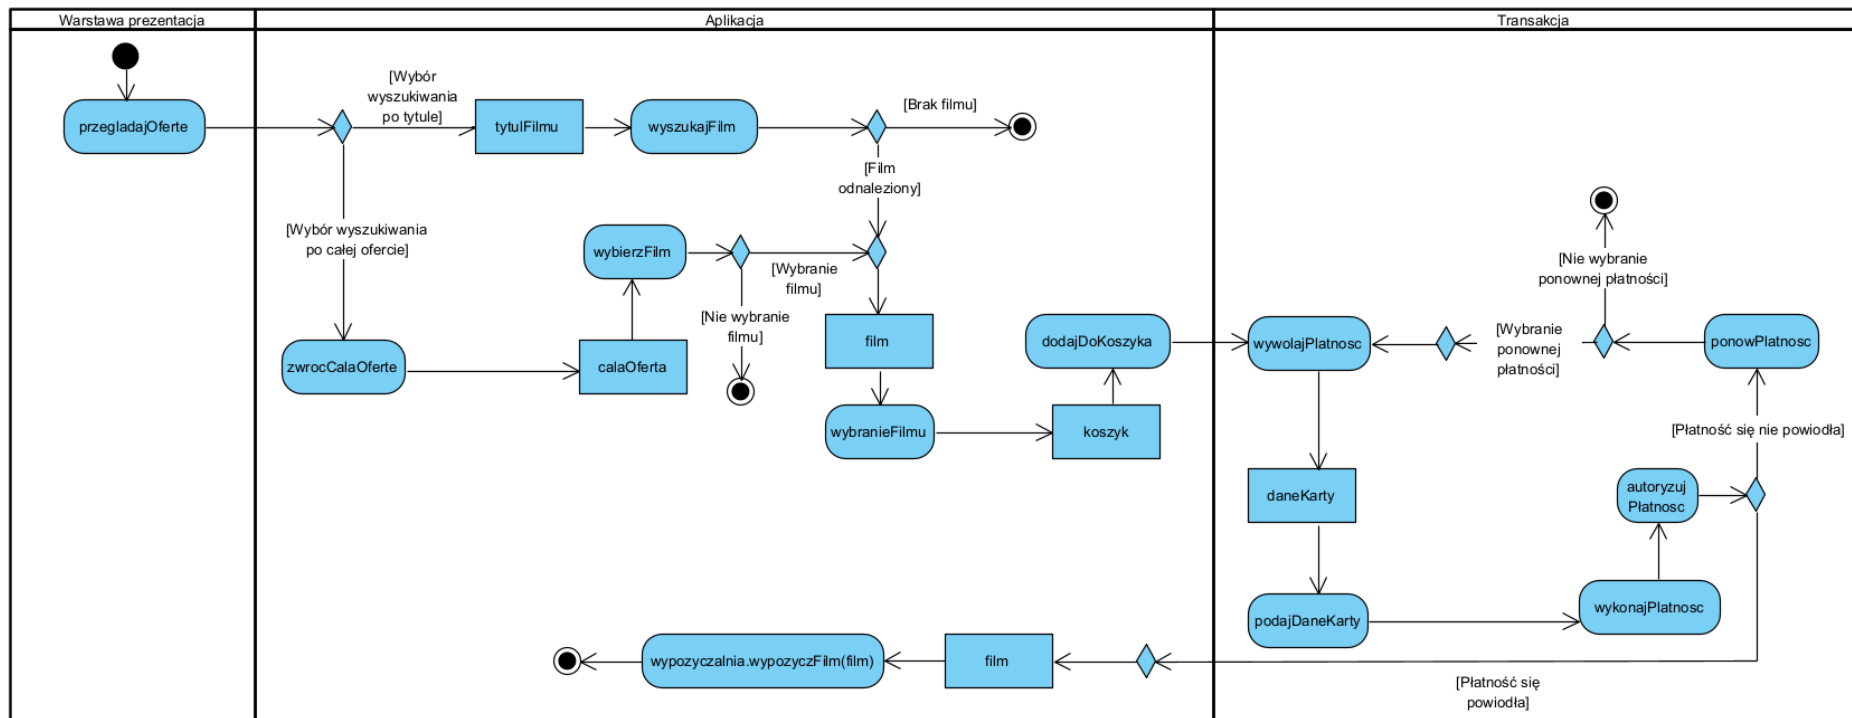 Warstawa prezentacja
Aplikacja
Transakcja
przegladajOferte
[Wybór
wyszukiwania
po tytule]
tytulFilmu
wyszukajFilm
[Brak filmu]
[Film
odnaleziony]
[Wybór wyszukiwania
po całej ofercie]
wybierzFilm
[Wybranie
filmu]
[Nie wybranie
filmu]
zwrocCalaOferte
calaOferta
film
wybranieFilmu
koszyk
dodajDoKoszyka
wywolajPlatnosc
[Nie wybranie
ponownej płatności]
[Wybranie
ponownej
płatności]
ponowPlatnosc
[Płatność się nie powiodła]
daneKarty
autoryzuj
Płatnosc
podajDaneKarty
wykonajPlatnosc
wypozyczalnia.wypozyczFilm(film)
film
[Płatność się
powiodła]